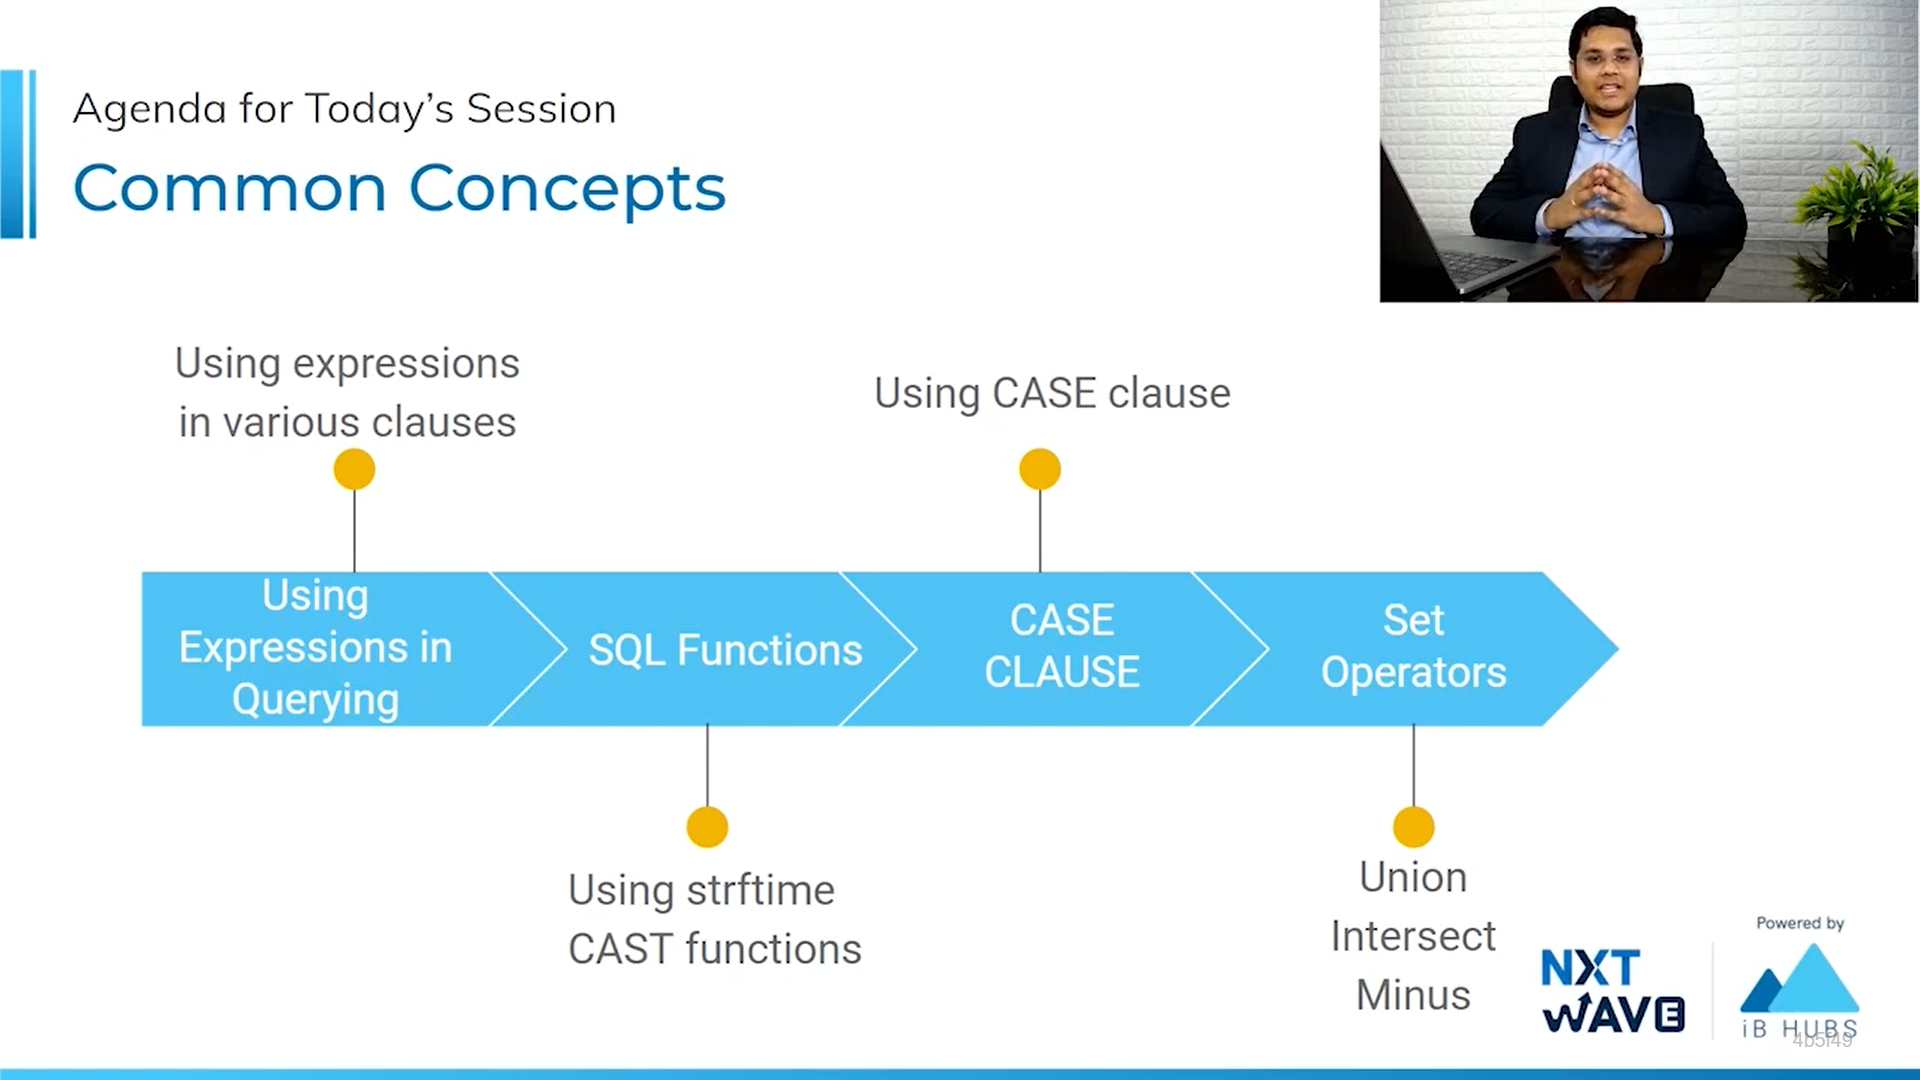 Agenda for Today's Session
Common Concepts
Using expressions
in various clauses
Using CASE clause
Using
Expressions in
Querying
SQL Functions
CASE
CLAUSE
Set
Operators
Using strftime
CAST functions
Union
Intersect
Minus
Powered by
NXT
WAVE
iB HUBS
4b5f49